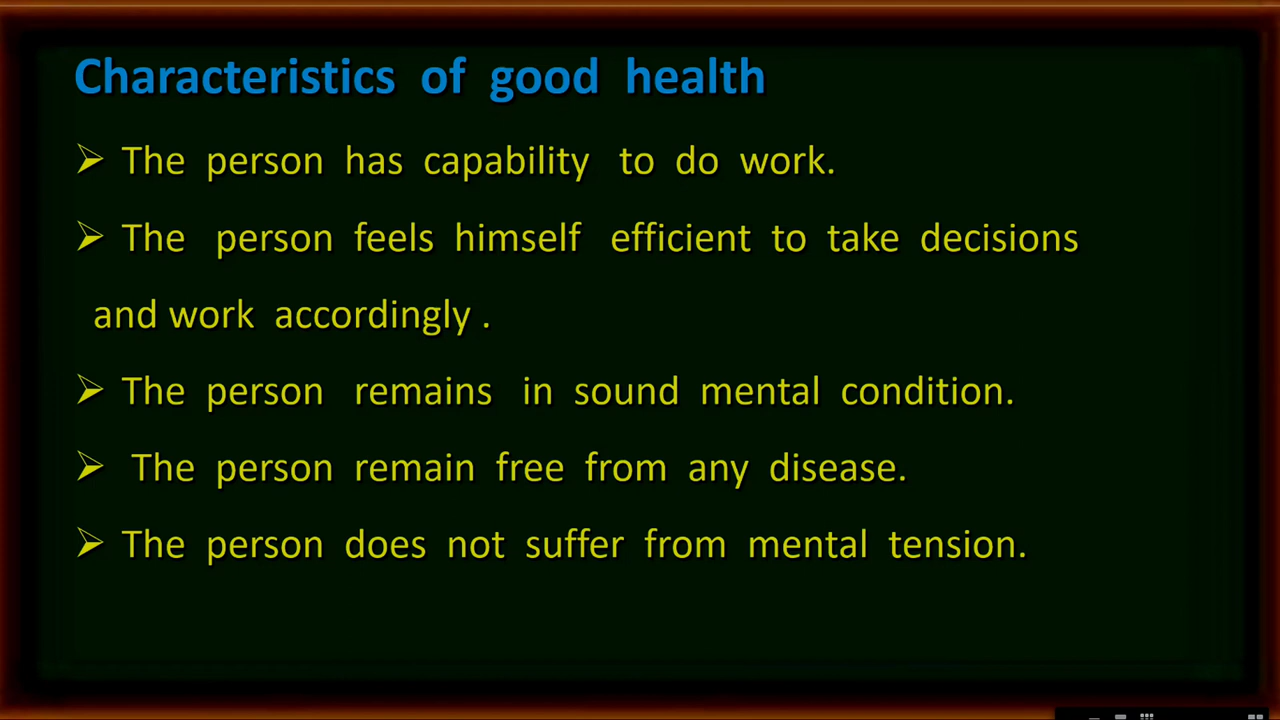 Characteristics of good health
➢ The person has capability to do work.
➢ The person feels himself efficient to take decisions
and work accordingly .
➢ The person remains in sound mental condition.
➢ The person remain free from any disease.
➢ The person does not suffer from mental tension.